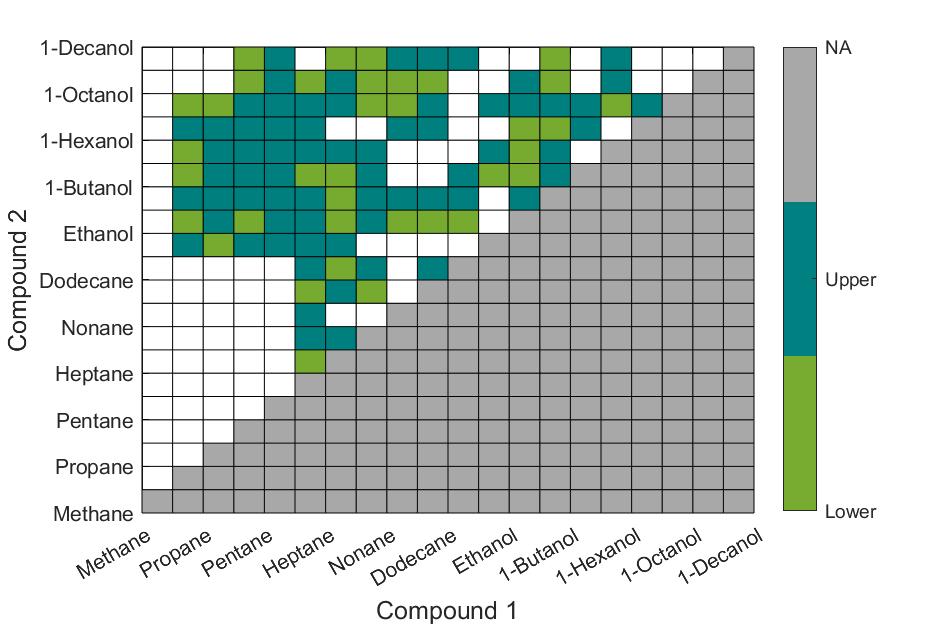 1-Decanol
1-Octanol
1-Hexanol
1-Butanol
Ethanol
Dodecane
Nonane
Heptane
Pentane
Propane
Methane
Compound 2
Methane
Propane
Pentane
Heptane
Nonane
Dodecane
Ethanol
1-Butanol
1-Hexanol
1-Octanol
1-Decanol
Compound 1
NA
Upper
Lower